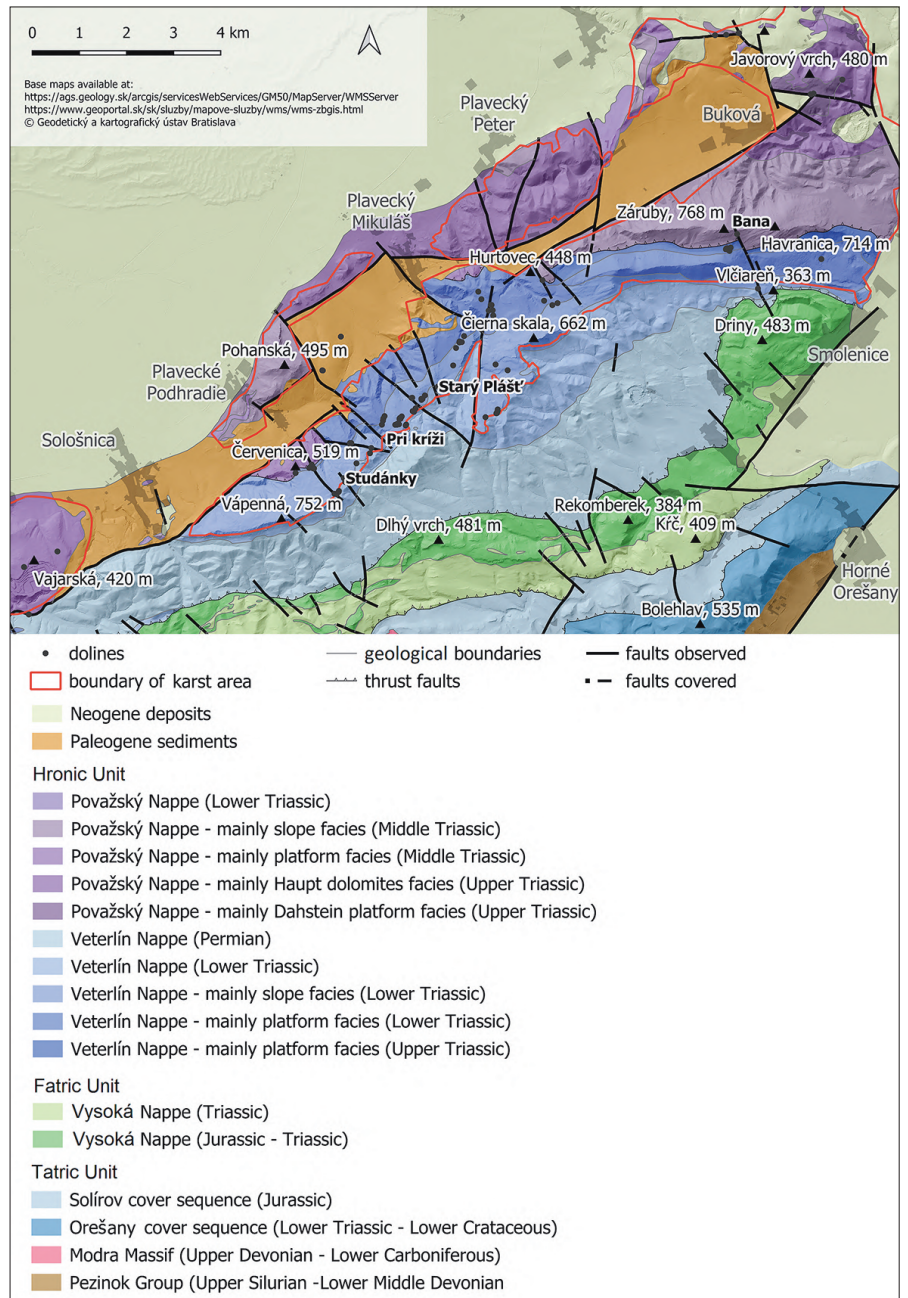 0 1 2 3 4 km
Base maps available at:
https://ags.geology.sk/arcgis/servicesWebServices/GM50/MapServer/WMSServer
https://www.geoportal.sk/sk/sluzby/mapove-sluzby/wms/wms-zbgis.html
© Geodetický a kartografický ústav Bratislava
Javorový vrch, 480 m
Plavecký
Peter
Buková
Plavecký
Mikuláš
Záruby, 768 m
Bana
Havranica, 714 m
Hurtovec, 448 m
Vlčiareň, 363 m
Čierna skala, 662 m
Driny, 483 m
Smolenice
Pohanská, 495 m
Plavecké
Podhradie
Starý Plášť
Sološnica
Pri kríži
Červenica, 519 m
Studánky
Vápenná, 752 m
Rekomberek, 384 m
Dlhý vrch, 481 m
Kŕč, 409 m
Vajarská, 420 m
Horné
Orešany
Bolehlav, 535 m
dolines
geological boundaries
faults observed
boundary of karst area
thrust faults
faults covered
Neogene deposits
Paleogene sediments
Hronic Unit
Považský Nappe (Lower Triassic)
Považský Nappe - mainly slope facies (Middle Triassic)
Považský Nappe - mainly platform facies (Middle Triassic)
Považský Nappe - mainly Haupt dolomites facies (Upper Triassic)
Považský Nappe - mainly Dahstein platform facies (Upper Triassic)
Veterlín Nappe (Permian)
Veterlín Nappe (Lower Triassic)
Veterlín Nappe - mainly slope facies (Lower Triassic)
Veterlín Nappe - mainly platform facies (Lower Triassic)
Veterlín Nappe - mainly platform facies (Upper Triassic)
Fatric Unit
Vysoká Nappe (Triassic)
Vysoká Nappe (Jurassic - Triassic)
Tatric Unit
Solírov cover sequence (Jurassic)
Orešany cover sequence (Lower Triassic - Lower Crataceous)
Modra Massif (Upper Devonian - Lower Carboniferous)
Pezinok Group (Upper Silurian -Lower Middle Devonian